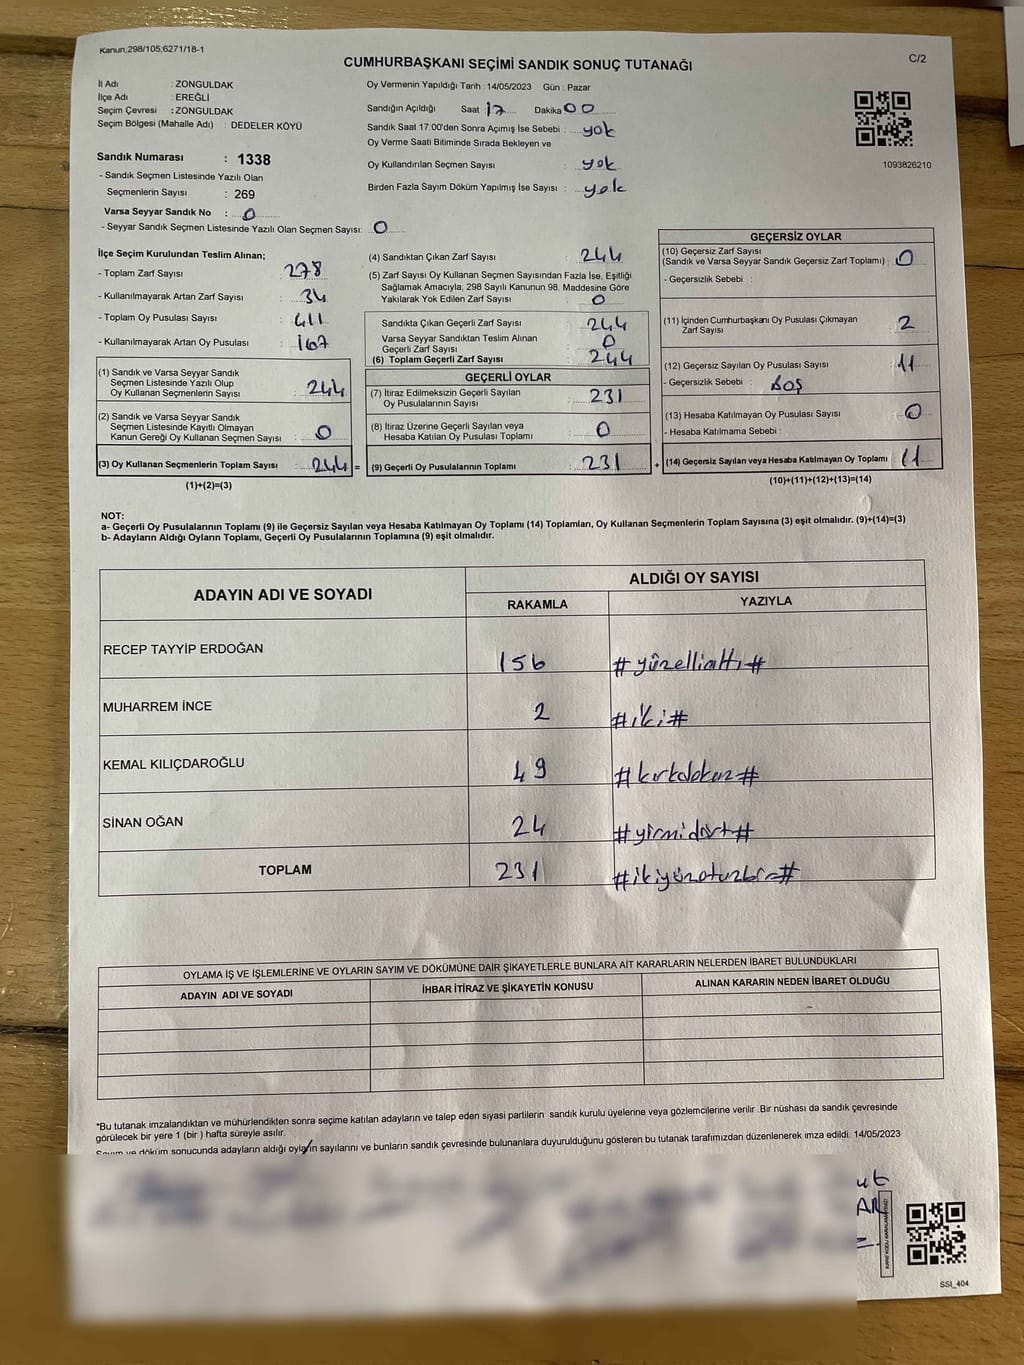 Kanun;298/105;6271/18-1
C/2
CUMHURBAŞKANI SEÇİMİ SANDIK SONUÇ TUTANAĞI
İl Adı : ZONGULDAK
İlçe Adı : EREĞLİ
Seçim Çevresi : ZONGULDAK
Seçim Bölgesi (Mahalle Adı) : DEDELER KÖYÜ
Sandık Numarası : 1338
- Sandık Seçmen Listesinde Yazılı Olan
Seçmenlerin Sayısı : 269
Varsa Seyyar Sandık No : 0
- Seyyar Sandık Seçmen Listesinde Yazılı Olan Seçmen Sayısı: 0
Oy Vermenin Yapıldığı Tarih : 14/05/2023 Gün : Pazar
Sandığın Açıldığı Saat 17 Dakika 00
Sandık Saat 17:00'den Sonra Açımış İse Sebebi : yok
Oy Verme Saati Bitiminde Sırada Bekleyen ve
Oy Kullandırılan Seçmen Sayısı : yok
Birden Fazla Sayım Döküm Yapılmış İse Sayısı : yok
1093826210
İlçe Seçim Kurulundan Teslim Alınan;
- Toplam Zarf Sayısı : 278
- Kullanılmayarak Artan Zarf Sayısı : 34
- Toplam Oy Pusulası Sayısı : 411
- Kullanılmayarak Artan Oy Pusulası : 167
(1) Sandık ve Varsa Seyyar Sandık
Seçmen Listesinde Yazılı Olup
Oy Kullanan Seçmenlerin Sayısı : 244
(2) Sandık ve Varsa Seyyar Sandık
Seçmen Listesinde Kayıtlı Olmayan
Kanun Gereği Oy Kullanan Seçmen Sayısı : 0
(3) Oy Kullanan Seçmenlerin Toplam Sayısı : 244 =
(1)+(2)=(3)
(4) Sandıktan Çıkan Zarf Sayısı : 244
(5) Zarf Sayısı Oy Kullanan Seçmen Sayısından Fazla İse, Eşitliği
Sağlamak Amacıyla; 298 Sayılı Kanunun 98. Maddesine Göre
Yakılarak Yok Edilen Zarf Sayısı : 0
Sandıkta Çıkan Geçerli Zarf Sayısı : 244
Varsa Seyyar Sandıktan Teslim Alınan
Geçerli Zarf Sayısı : 0
(6) Toplam Geçerli Zarf Sayısı : 244
GEÇERLİ OYLAR
(7) İtiraz Edilmeksizin Geçerli Sayılan
Oy Pusulalarının Sayısı : 231
(8) İtiraz Üzerine Geçerli Sayılan veya
Hesaba Katılan Oy Pusulası Toplamı : 0
(9) Geçerli Oy Pusulalarının Toplamı : 231 +
GEÇERSİZ OYLAR
(10) Geçersiz Zarf Sayısı
(Sandık ve Varsa Seyyar Sandık Geçersiz Zarf Toplamı) : 0
- Geçersizlik Sebebi :
(11) İçinden Cumhurbaşkanı Oy Pusulası Çıkmayan
Zarf Sayısı : 2
(12) Geçersiz Sayılan Oy Pusulası Sayısı : 11
- Geçersizlik Sebebi : BOŞ
(13) Hesaba Katılmayan Oy Pusulası Sayısı : 0
- Hesaba Katılmama Sebebi :
(14) Geçersiz Sayılan veya Hesaba Katılmayan Oy Toplamı : 11
(10)+(11)+(12)+(13)=(14)
NOT:
a- Geçerli Oy Pusulalarının Toplamı (9) ile Geçersiz Sayılan veya Hesaba Katılmayan Oy Toplamı (14) Toplamları, Oy Kullanan Seçmenlerin Toplam Sayısına (3) eşit olmalıdır. (9)+(14)=(3)
b- Adayların Aldığı Oyların Toplamı, Geçerli Oy Pusulalarının Toplamına (9) eşit olmalıdır.
ADAYIN ADI VE SOYADI
ALDIĞI OY SAYISI
RAKAMLA YAZIYLA
RECEP TAYYİP ERDOĞAN 156 #yüzellialtı#
MUHARREM İNCE 2 #iki#
KEMAL KILIÇDAROĞLU 49 #kırkdokuz#
SİNAN OĞAN 24 #yirmidört#
TOPLAM 231 #ikiyüzotuzbir#
OYLAMA İŞ VE İŞLEMLERİNE VE OYLARIN SAYIM VE DÖKÜMÜNE DAİR ŞİKAYETLERLE BUNLARA AİT KARARLARIN NELERDEN İBARET BULUNDUKLARI
ADAYIN ADI VE SOYADI İHBAR İTİRAZ VE ŞİKAYETİN KONUSU ALINAN KARARIN NEDEN İBARET OLDUĞU
*Bu tutanak imzalandıktan ve mühürlendikten sonra seçime katılan adayların ve talep eden siyasi partilerin sandık kurulu üyelerine veya gözlemcilerine verilir .Bir nüshası da sandık çevresinde
görülecek bir yere 1 (bir ) hafta süreyle asılır.
Sayım ve döküm sonucunda adayların aldığı oyların sayılarını ve bunların sandık çevresinde bulunanlara duyurulduğunu gösteren bu tutanak tarafımızdan düzenlenerek imza edildi. 14/05/2023
SSI_404